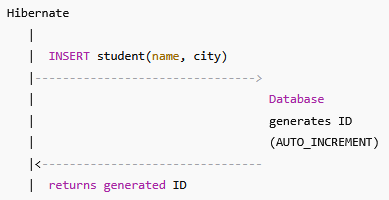 Hibernate
|
| INSERT student(name, city)
|------------------------------->
| Database
| generates ID
| (AUTO_INCREMENT)
|<-------------------------------
| returns generated ID